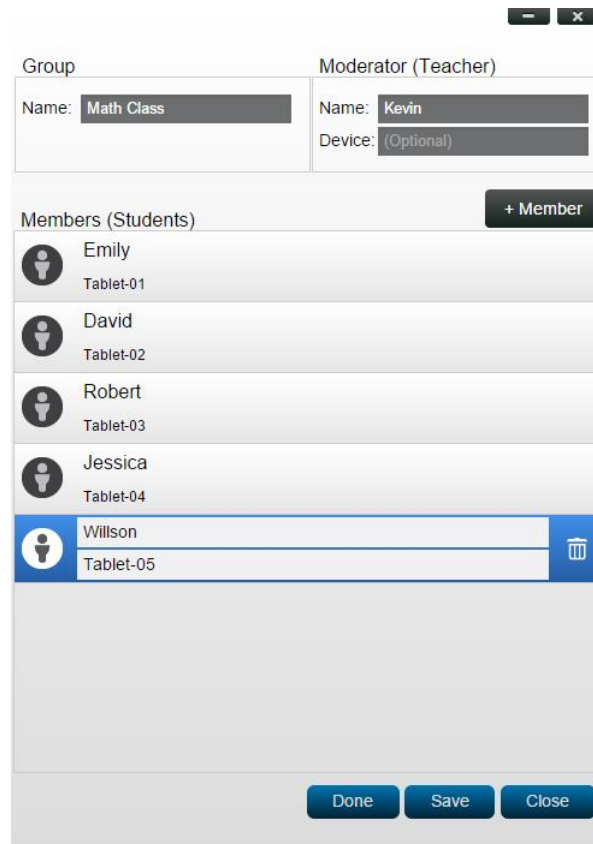 Group
Moderator (Teacher)
Name: Math Class
Name: Kevin
Device: (Optional)
+ Member
Members (Students)
Emily
Tablet-01
David
Tablet-02
Robert
Tablet-03
Jessica
Tablet-04
Willson
Tablet-05
Done Save Close